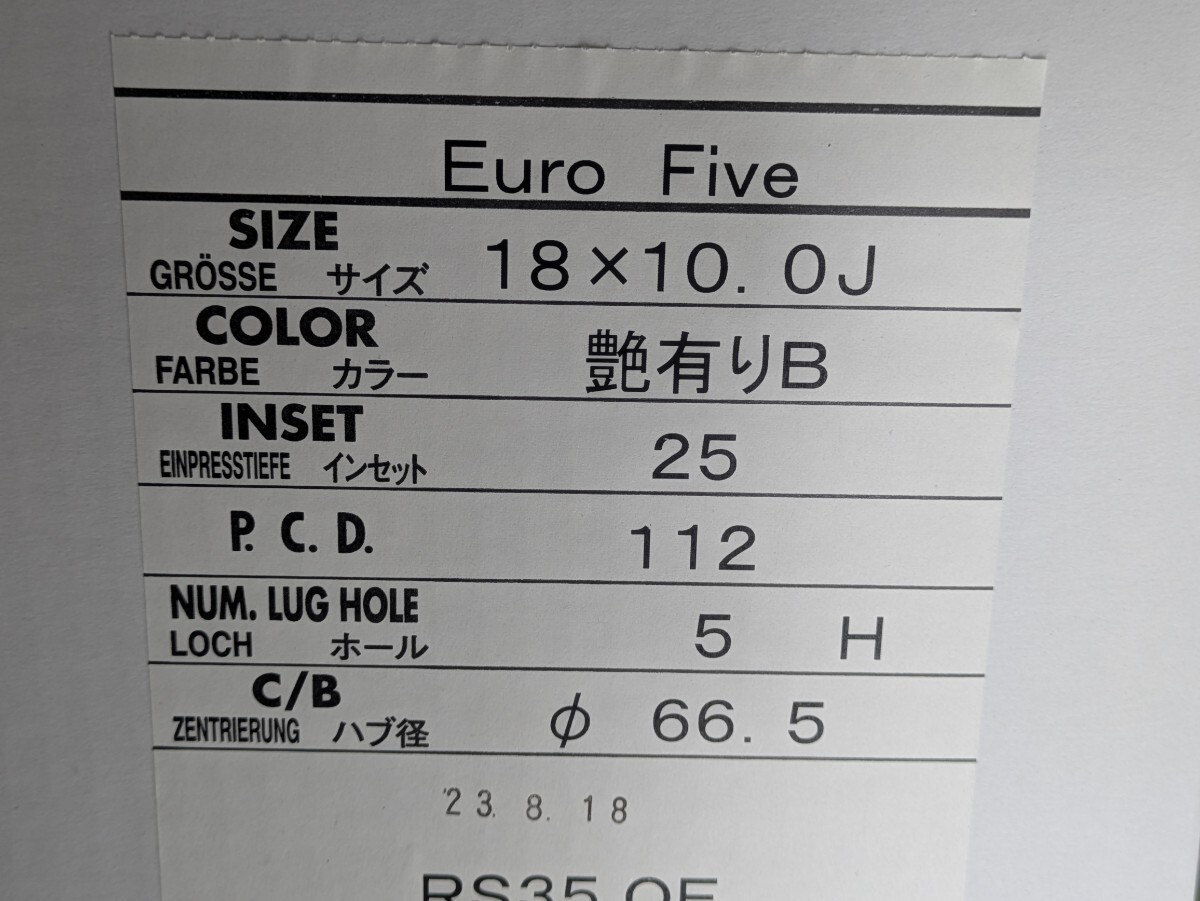 Euro Five
SIZE
GRÖSSE サイズ 18×10.0J
COLOR
FARBE カラー 艶有りB
INSET
EINPRESSTIEFE インセット 25
P.C.D. 112
NUM. LUG HOLE
LOCH ホール 5 H
C/B
ZENTRIERUNG ハブ径 φ 66.5
'23. 8. 18